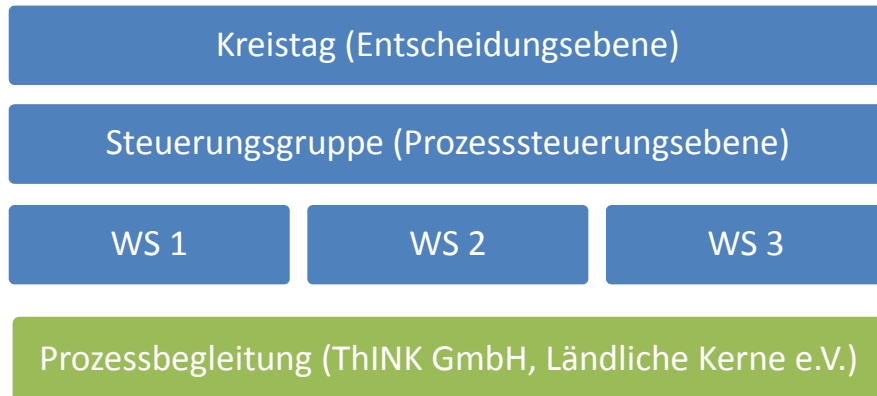 Kreistag (Entscheidungsebene)
Steuerungsgruppe (Prozesssteuerungsebene)
WS 1
WS 2
WS 3
Prozessbegleitung (ThINK GmbH, Ländliche Kerne e.V.)